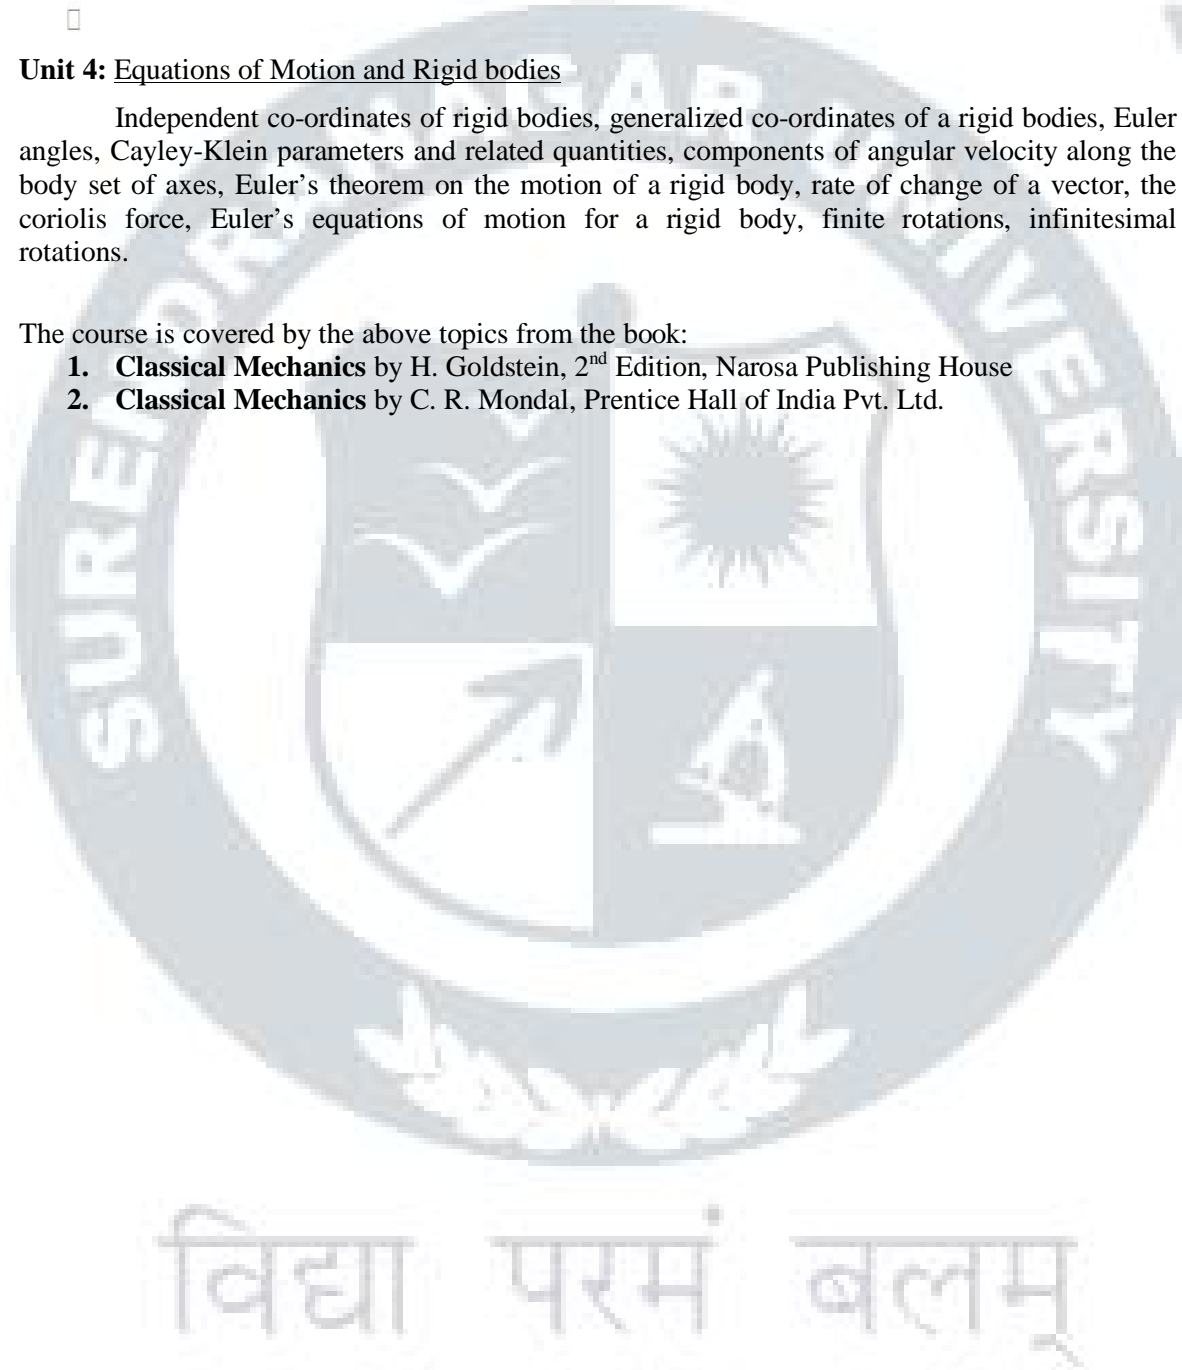 Unit 4: Equations of Motion and Rigid bodies
Independent co-ordinates of rigid bodies, generalized co-ordinates of a rigid bodies, Euler
angles, Cayley-Klein parameters and related quantities, components of angular velocity along the
body set of axes, Euler’s theorem on the motion of a rigid body, rate of change of a vector, the
coriolis force, Euler’s equations of motion for a rigid body, finite rotations, infinitesimal
rotations.
The course is covered by the above topics from the book:
1. Classical Mechanics by H. Goldstein, 2nd Edition, Narosa Publishing House
2. Classical Mechanics by C. R. Mondal, Prentice Hall of India Pvt. Ltd.
SURENDRANAGAR UNIVERSITY
विद्या परमं बलम्